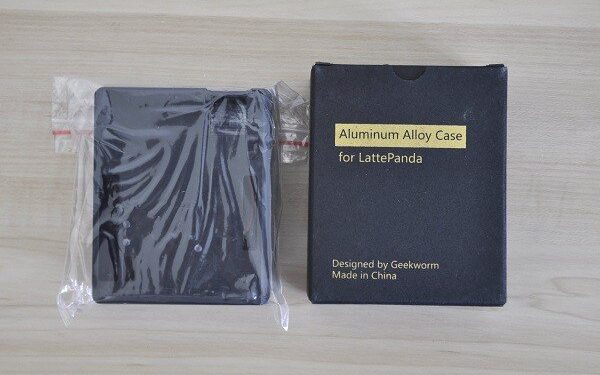 Aluminum Alloy Case
for LattePanda
Designed by Geekworm
Made in China